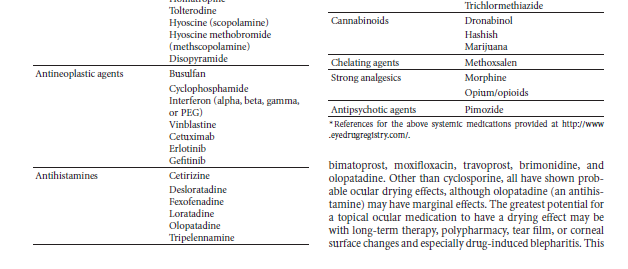 Homatropine
Tolterodine
Hyoscine (scopolamine)
Hyoscine methobromide
(methscopolamine)
Disopyramide
Antineoplastic agents Busulfan
Cyclophosphamide
Interferon (alpha, beta, gamma,
or PEG)
Vinblastine
Cetuximab
Erlotinib
Gefitinib
Antihistamines Cetirizine
Desloratadine
Fexofenadine
Loratadine
Olopatadine
Tripelennamine
Trichlormethiazide
Cannabinoids Dronabinol
Hashish
Marijuana
Chelating agents Methoxsalen
Strong analgesics Morphine
Opium/opioids
Antipsychotic agents Pimozide
*References for the above systemic medications provided at http://www
.eyedrugregistry.com/.
bimatoprost, moxifloxacin, travoprost, brimonidine, and
olopatadine. Other than cyclosporine, all have shown prob-
able ocular drying effects, although olopatadine (an antihis-
tamine) may have marginal effects. The greatest potential for
a topical ocular medication to have a drying effect may be
with long-term therapy, polypharmacy, tear film, or corneal
surface changes and especially drug-induced blepharitis. This